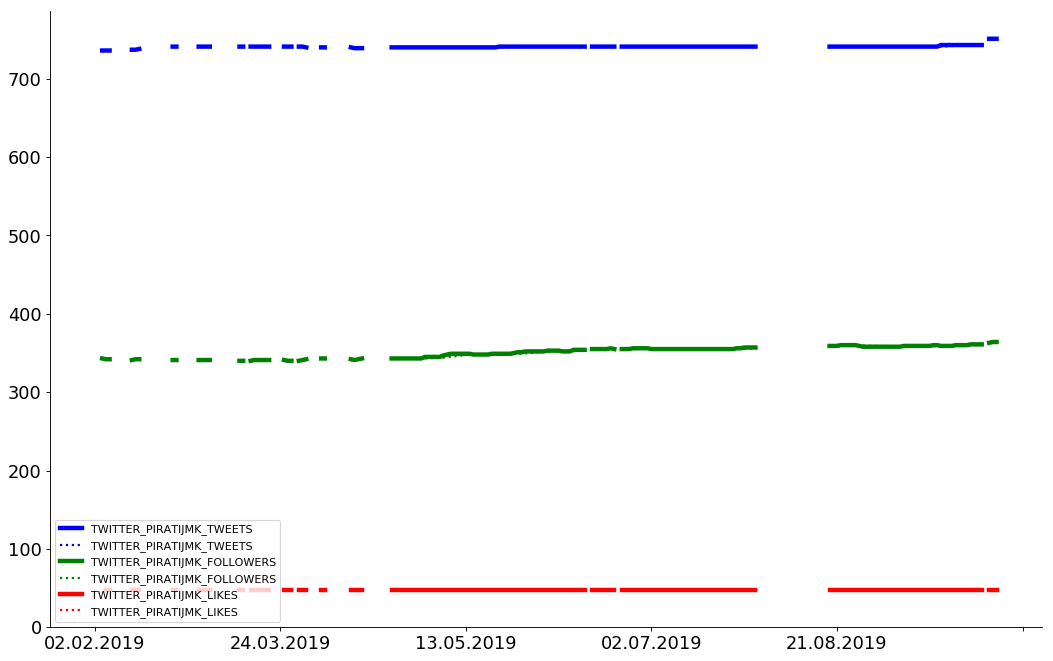 700
600
500
400
300
200
100
0
TWITTER_PIRATIJMK_TWEETS
TWITTER_PIRATIJMK_TWEETS
TWITTER_PIRATIJMK_FOLLOWERS
TWITTER_PIRATIJMK_FOLLOWERS
TWITTER_PIRATIJMK_LIKES
TWITTER_PIRATIJMK_LIKES
02.02.2019 24.03.2019 13.05.2019 02.07.2019 21.08.2019